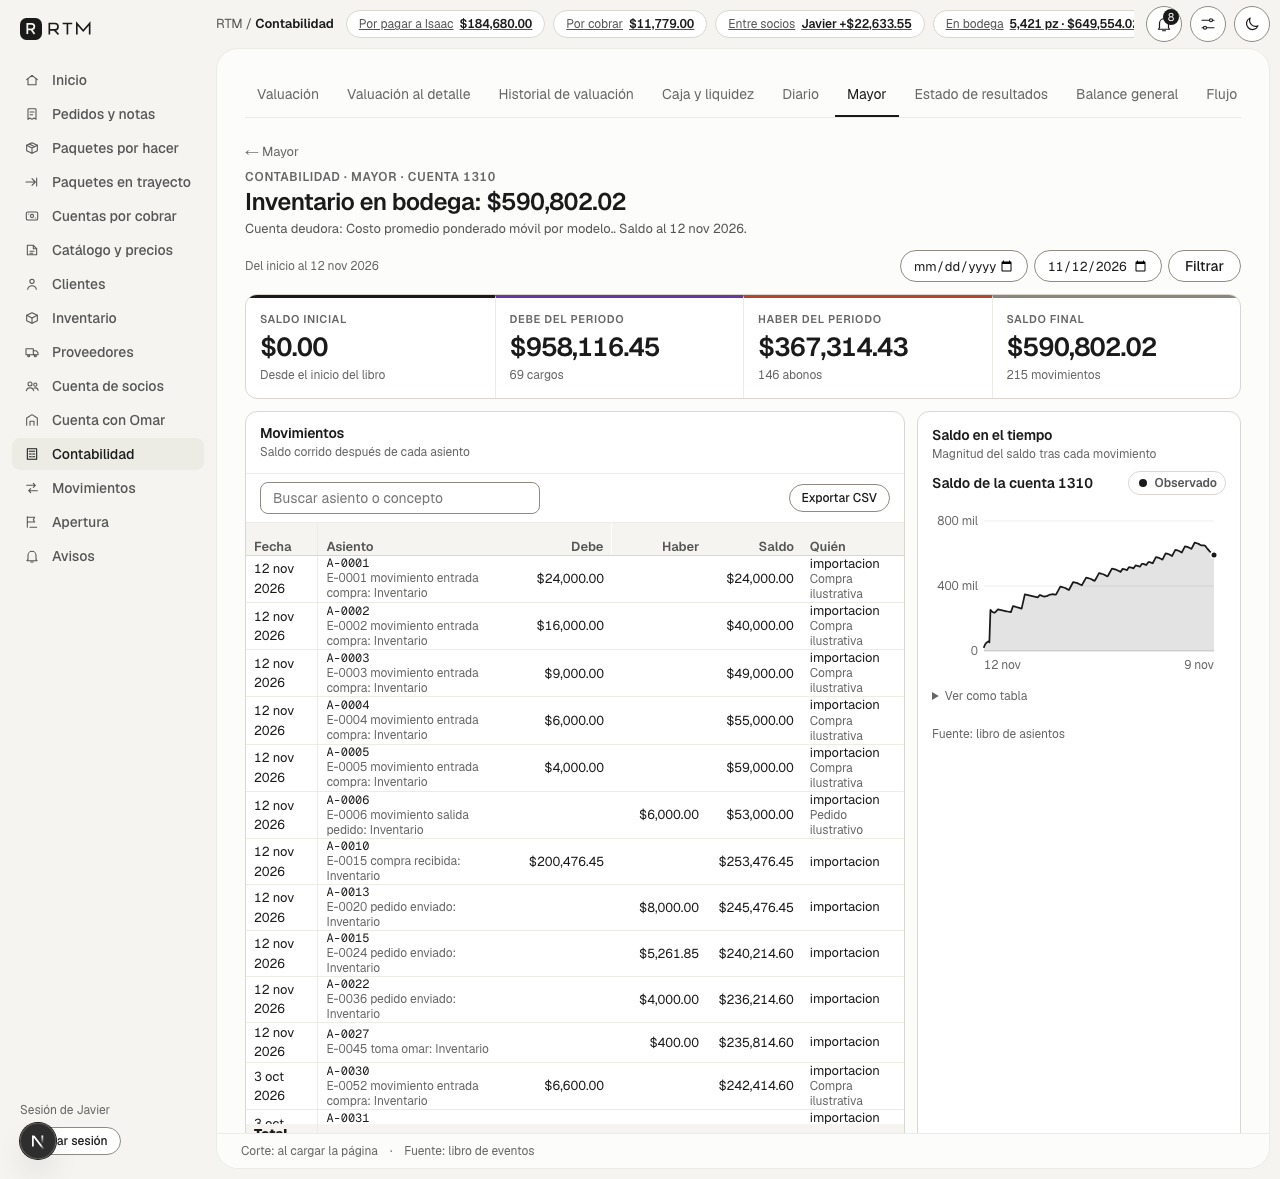 RTM
RTM / Contabilidad
Por pagar a Isaac $184,680.00
Por cobrar $11,779.00
Entre socios Javier +$22,633.55
En bodega 5,421 pz · $649,554.02
8
Inicio
Pedidos y notas
Paquetes por hacer
Paquetes en trayecto
Cuentas por cobrar
Catálogo y precios
Clientes
Inventario
Proveedores
Cuenta de socios
Cuenta con Omar
Contabilidad
Movimientos
Apertura
Avisos
Sesión de Javier
N
ar sesión
Valuación
Valuación al detalle
Historial de valuación
Caja y liquidez
Diario
Mayor
Estado de resultados
Balance general
Flujo
← Mayor
CONTABILIDAD · MAYOR · CUENTA 1310
Inventario en bodega: $590,802.02
Cuenta deudora: Costo promedio ponderado móvil por modelo.. Saldo al 12 nov 2026.
Del inicio al 12 nov 2026
mm/dd/yyyy
11/12/2026
Filtrar
SALDO INICIAL
$0.00
Desde el inicio del libro
DEBE DEL PERIODO
$958,116.45
69 cargos
HABER DEL PERIODO
$367,314.43
146 abonos
SALDO FINAL
$590,802.02
215 movimientos
Movimientos
Saldo corrido después de cada asiento
Buscar asiento o concepto
Exportar CSV
Fecha Asiento Debe Haber Saldo Quién
12 nov 2026 A-0001 E-0001 movimiento entrada compra: Inventario $24,000.00 $24,000.00 importacion Compra ilustrativa
12 nov 2026 A-0002 E-0002 movimiento entrada compra: Inventario $16,000.00 $40,000.00 importacion Compra ilustrativa
12 nov 2026 A-0003 E-0003 movimiento entrada compra: Inventario $9,000.00 $49,000.00 importacion Compra ilustrativa
12 nov 2026 A-0004 E-0004 movimiento entrada compra: Inventario $6,000.00 $55,000.00 importacion Compra ilustrativa
12 nov 2026 A-0005 E-0005 movimiento entrada compra: Inventario $4,000.00 $59,000.00 importacion Compra ilustrativa
12 nov 2026 A-0006 E-0006 movimiento salida pedido: Inventario $6,000.00 $53,000.00 importacion Pedido ilustrativo
12 nov 2026 A-0010 E-0015 compra recibida: Inventario $200,476.45 $253,476.45 importacion
12 nov 2026 A-0013 E-0020 pedido enviado: Inventario $8,000.00 $245,476.45 importacion
12 nov 2026 A-0015 E-0024 pedido enviado: Inventario $5,261.85 $240,214.60 importacion
12 nov 2026 A-0022 E-0036 pedido enviado: Inventario $4,000.00 $236,214.60 importacion
12 nov 2026 A-0027 E-0045 toma omar: Inventario $400.00 $235,814.60 importacion
3 oct 2026 A-0030 E-0052 movimiento entrada compra: Inventario $6,600.00 $242,414.60 importacion Compra ilustrativa
3 oct A-0031 importacion
Total
Saldo en el tiempo
Magnitud del saldo tras cada movimiento
Saldo de la cuenta 1310
Observado
800 mil
400 mil
0
12 nov
9 nov
Ver como tabla
Fuente: libro de asientos
Corte: al cargar la página · Fuente: libro de eventos